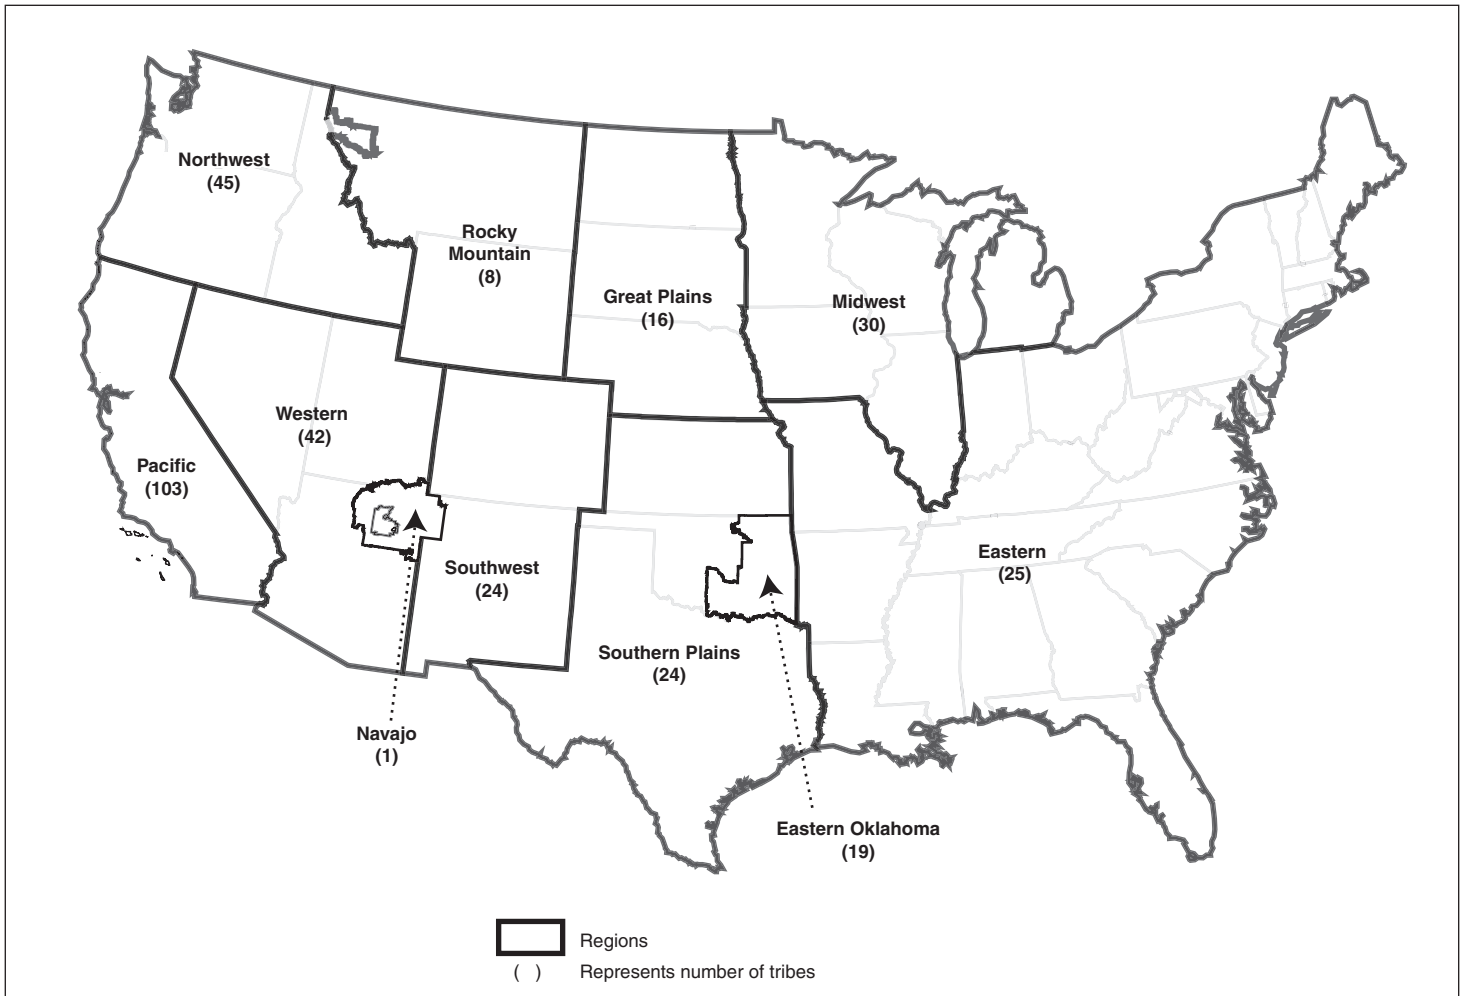 Northwest
(45)
Rocky
Mountain
(8)
Great Plains
(16)
Midwest
(30)
Western
(42)
Pacific
(103)
Southwest
(24)
Eastern
(25)
Southern Plains
(24)
Navajo
(1)
Eastern Oklahoma
(19)
Regions
( ) Represents number of tribes